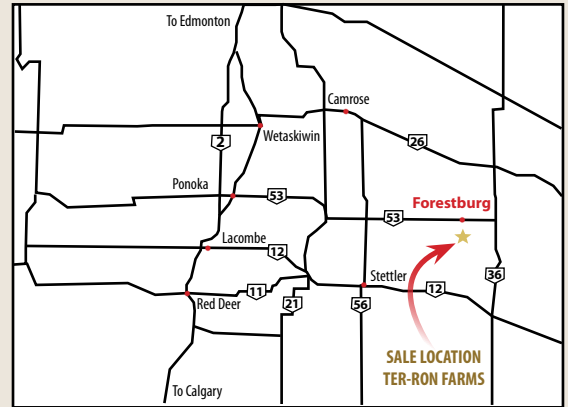 To Edmonton
Camrose
Wetaskiwin
2
26
Ponoka
53
Forestburg
53
Lacombe
12
36
Stettler
12
11
Red Deer
21
56
SALE LOCATION
TER-RON FARMS
To Calgary